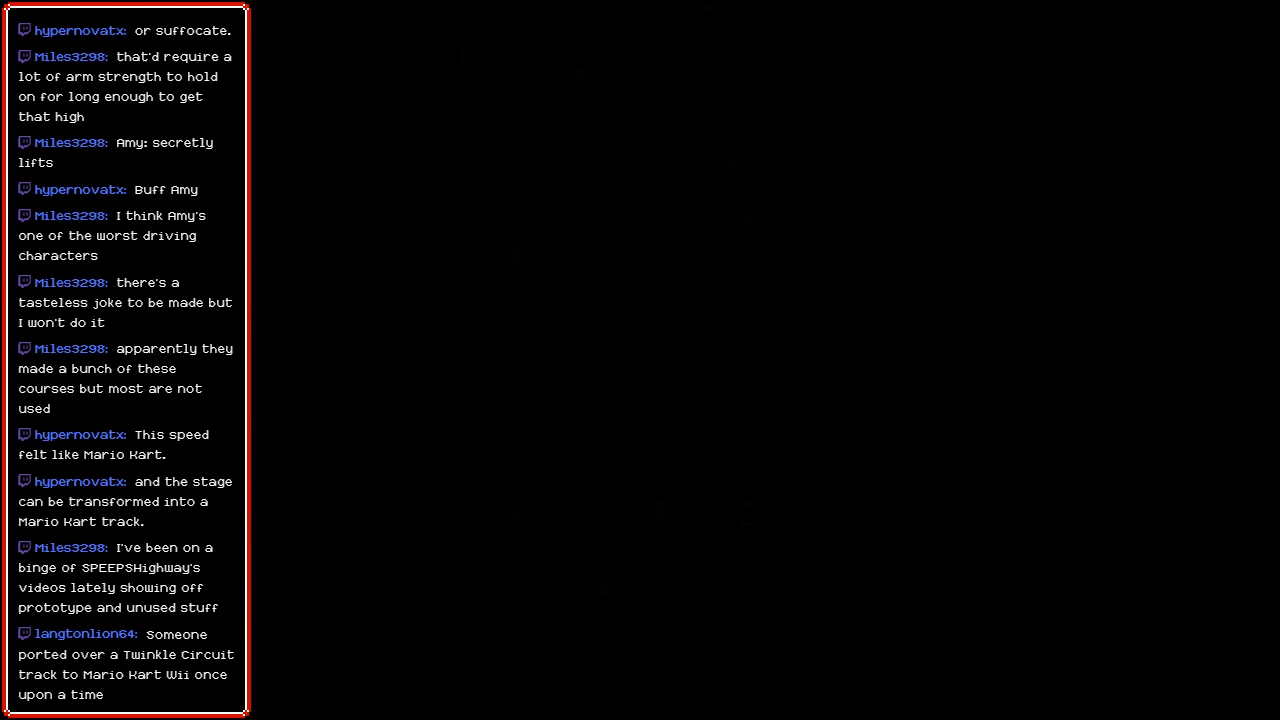 hypernovatx: or suffocate.
Miles3298: that'd require a
lot of arm strength to hold
on for long enough to get
that high
Miles3298: Amy: secretly
lifts
hypernovatx: Buff Amy
Miles3298: I think Amy's
one of the worst driving
characters
Miles3298: there's a
tasteless joke to be made but
I won't do it
Miles3298: apparently they
made a bunch of these
courses but most are not
used
hypernovatx: This speed
felt like Mario Kart.
hypernovatx: and the stage
can be transformed into a
Mario Kart track.
Miles3298: I've been on a
binge of SPEEPSHighway's
videos lately showing off
prototype and unused stuff
langtonlion64: Someone
ported over a Twinkle Circuit
track to Mario Kart Wii once
upon a time